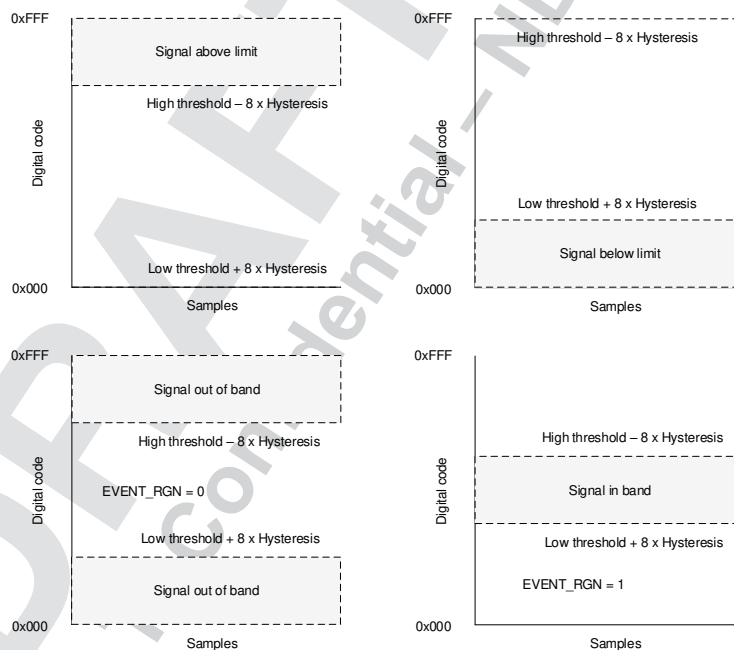 0xFFF
Signal above limit
High threshold – 8 x Hysteresis
Digital code
Low threshold + 8 x Hysteresis
0x000
Samples
High threshold – 8 x Hysteresis
Digital code
Low threshold + 8 x Hysteresis
Signal below limit
0x000
Samples
0xFFF
Signal out of band
High threshold – 8 x Hysteresis
Digital code
EVENT_RGN = 0
Low threshold + 8 x Hysteresis
Signal out of band
0x000
Samples
0xFFF
High threshold – 8 x Hysteresis
Signal in band
Digital code
Low threshold + 8 x Hysteresis
EVENT_RGN = 1
0x000
Samples
DRAFT
Confidential –